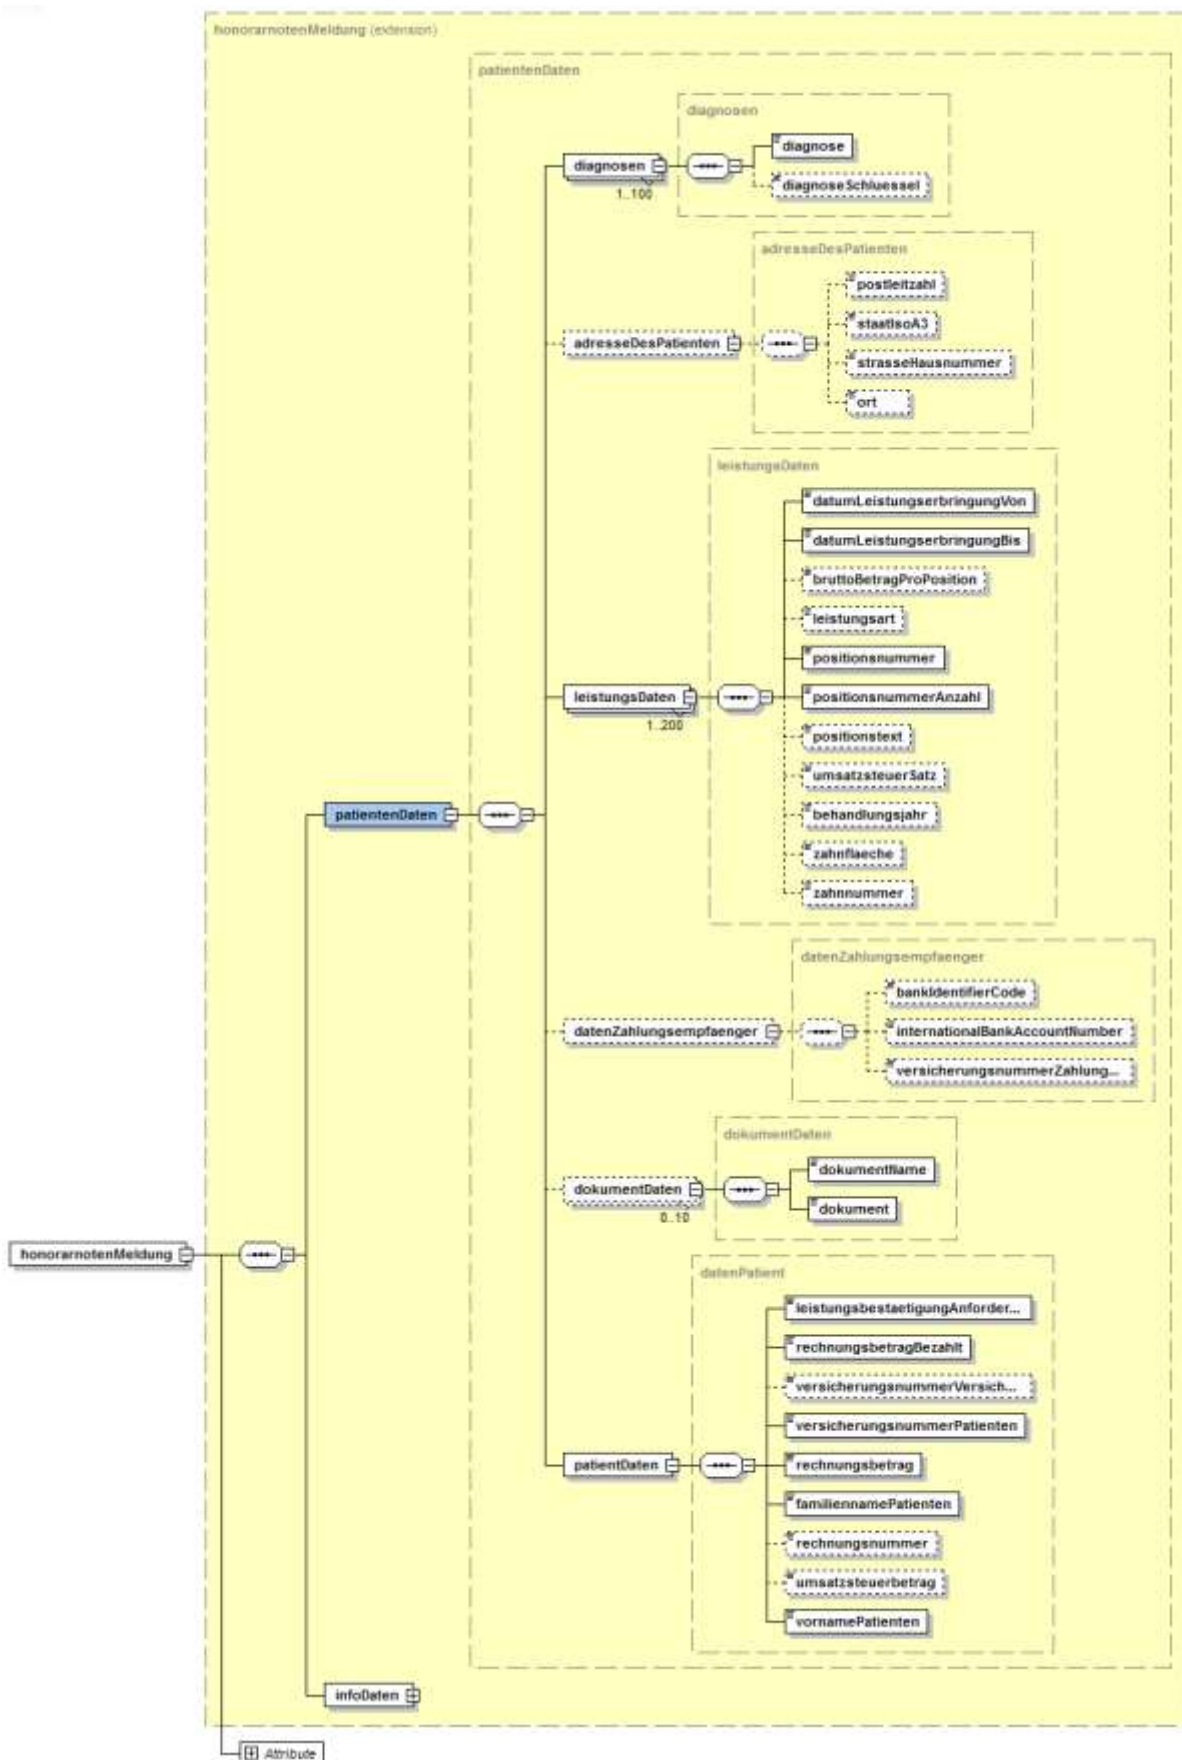 honorarnotenMeldung (extension)
patientenDaten
diagnosen
diagnosen
1..100
diagnose
diagnoseSchluessel
adresseDesPatienten
adresseDesPatienten
postleitzahl
staatIsoA3
strasseHausnummer
ort
leistungsDaten
leistungsDaten
1..200
datumLeistungserbringungVon
datumLeistungserbringungBis
bruttoBetragProPosition
leistungsart
positionsnummer
positionsnummerAnzahl
positionstext
umsatzsteuerSatz
behandlungsjahr
zahnflaeche
zahnnummer
patientenDaten
datenZahlungsempfaenger
datenZahlungsempfaenger
bankIdentifierCode
internationalBankAccountNumber
versicherungsnummerZahlung...
dokumentDaten
dokumentDaten
0..10
dokumentName
dokument
honorarnotenMeldung
datenPatient
patientDaten
leistungsbestaetigungAnforder...
rechnungsbetragBezahlt
versicherungsnummerVersich...
versicherungsnummerPatienten
rechnungsbetrag
familiennamePatienten
rechnungsnummer
umsatzsteuerbetrag
vornamePatienten
infoDaten
Attribute